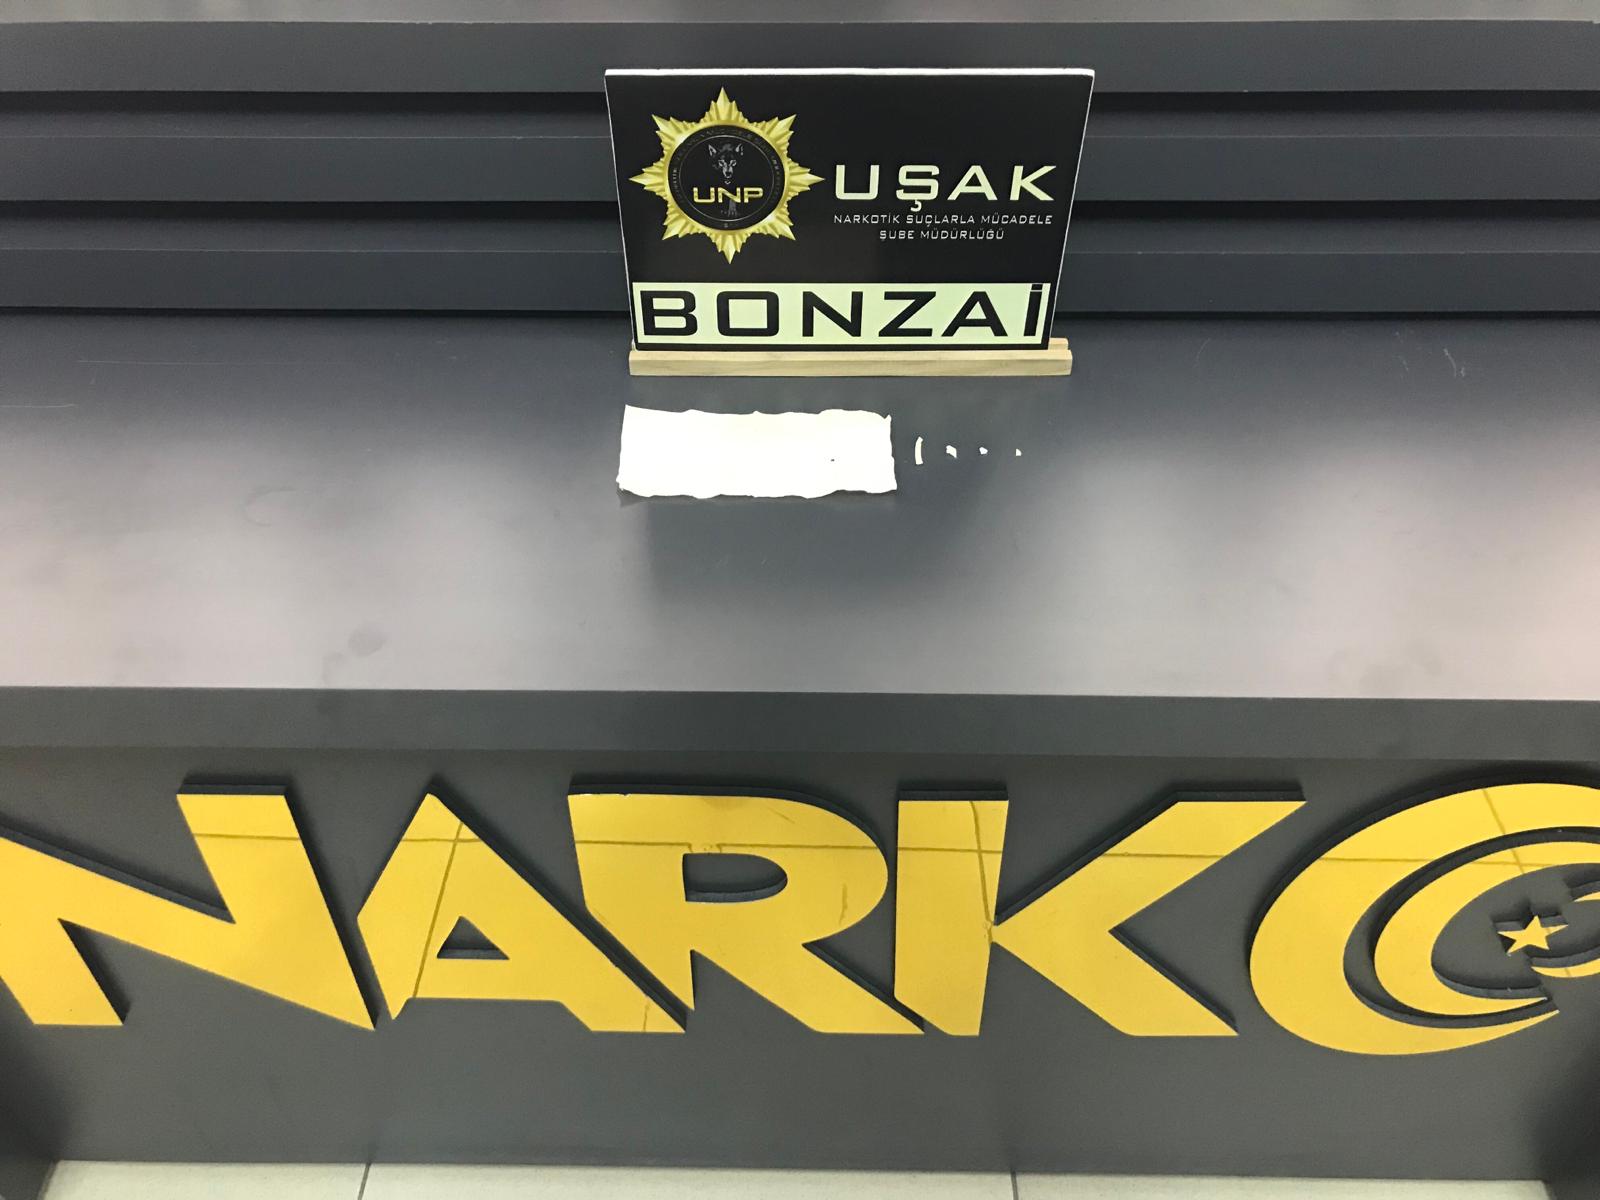 UNP
UŞAK
NARKOTİK SUÇLARLA MÜCADELE
ŞUBE MÜDÜRLÜĞÜ
BONZAİ
NARKO